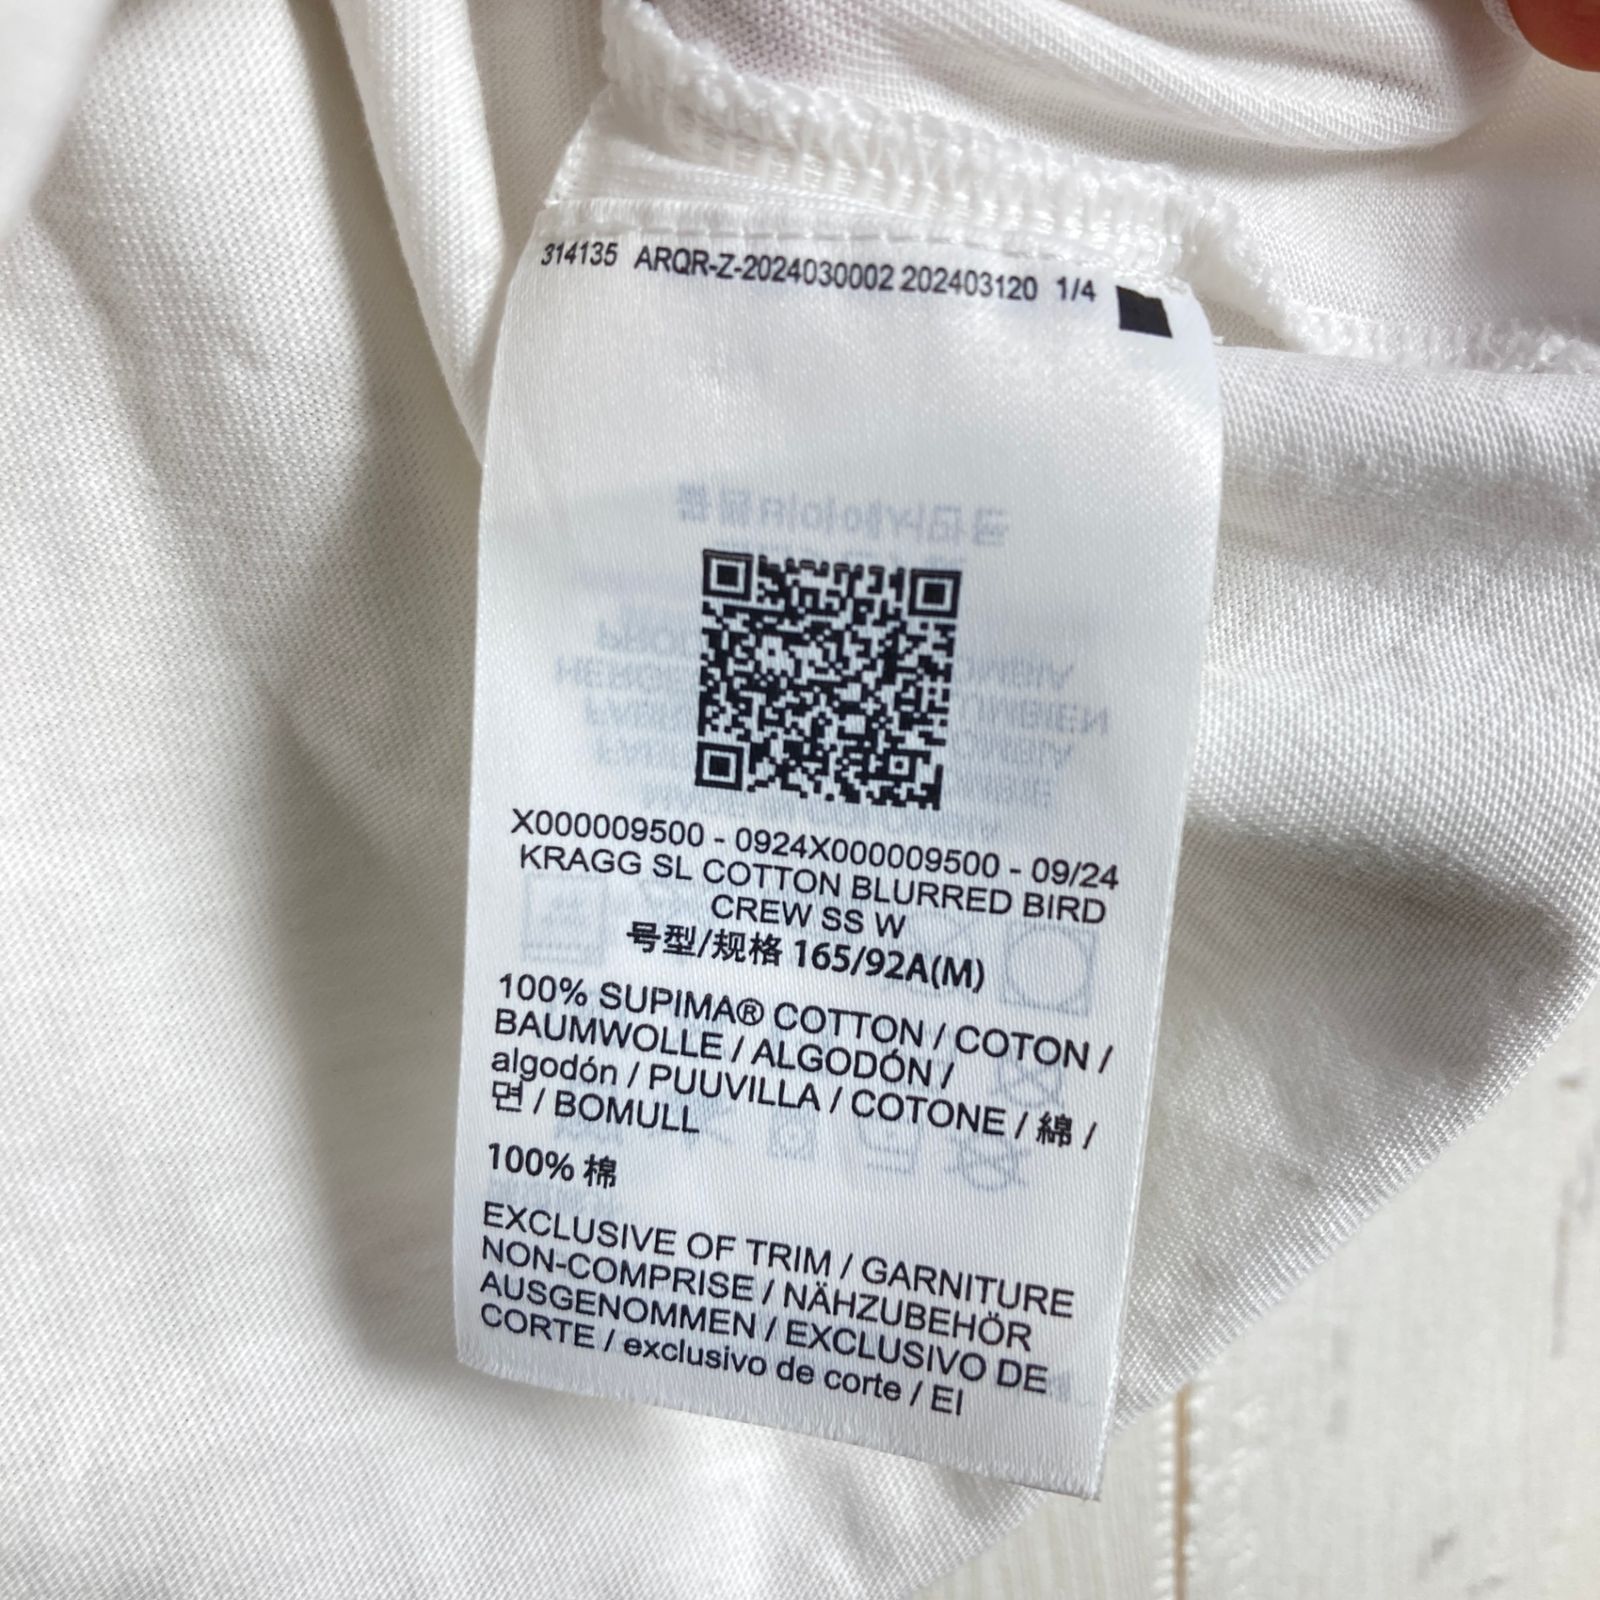 314135 ARQR-Z-2024030002 202403120 1/4
X000009500 - 0924X000009500 - 09/24
KRAGG SL COTTON BLURRED BIRD
CREW SS W
号型/规格 165/92A(M)
100% SUPIMA® COTTON / COTON /
BAUMWOLLE / ALGODÓN /
algodón / PUUVILLA / COTONE / 綿 /
면 / BOMULL
100% 棉
EXCLUSIVE OF TRIM / GARNITURE
NON-COMPRISE / NÄHZUBEHÖR
AUSGENOMMEN / EXCLUSIVO DE
CORTE / exclusivo de corte / EI